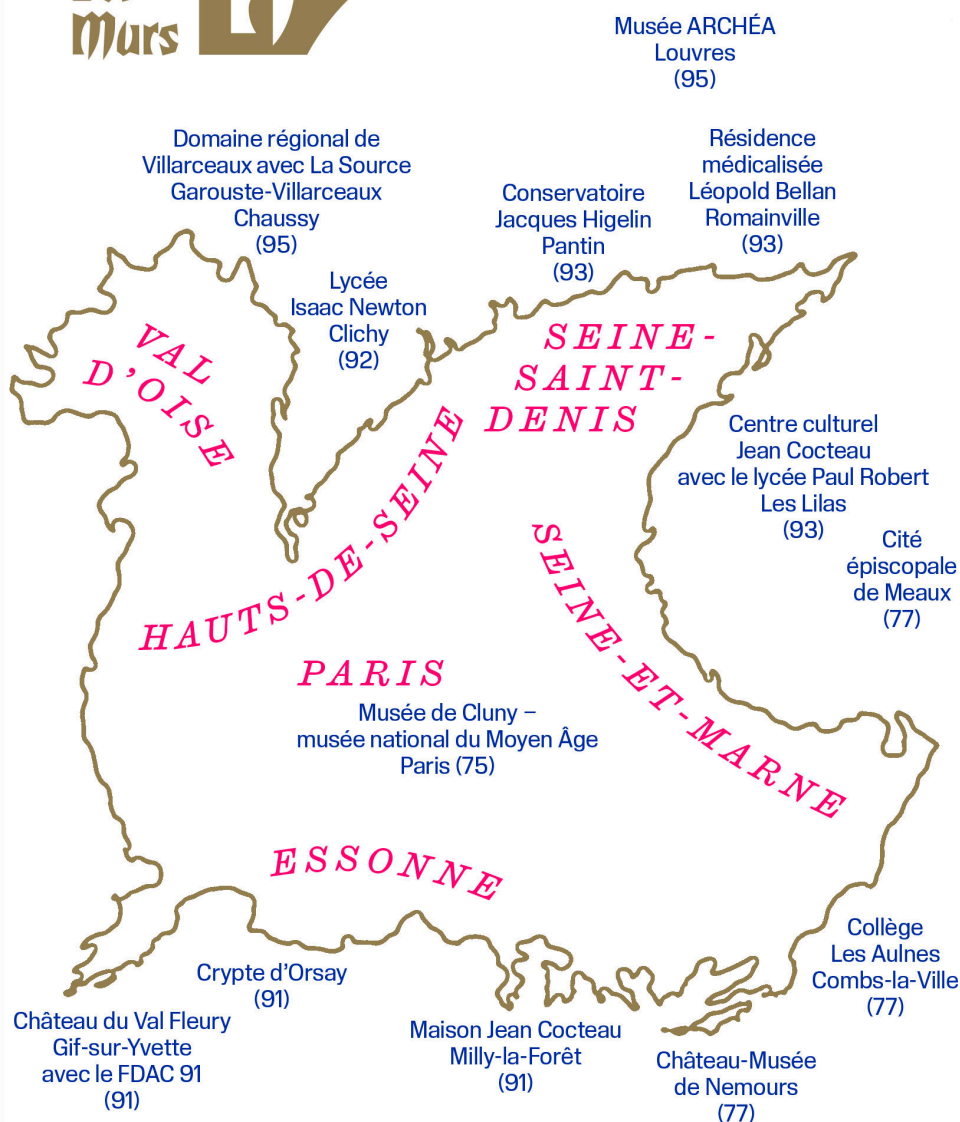 Murs
Musée ARCHÉA
Louvres
(95)
Domaine régional de
Villarceaux avec La Source
Garouste-Villarceaux
Chaussy
(95)
Résidence
médicalisée
Léopold Bellan
Romainville
(93)
Conservatoire
Jacques Higelin
Pantin
(93)
Lycée
Isaac Newton
Clichy
(92)
VAL
D'OISE
SEINE-
SAINT-
DENIS
HAUTS-DE-SEINE
Centre culturel
Jean Cocteau
avec le lycée Paul Robert
Les Lilas
(93)
Cité
épiscopale
de Meaux
(77)
SEINE-ET-MARNE
PARIS
Musée de Cluny –
musée national du Moyen Âge
Paris (75)
ESSONNE
Collège
Les Aulnes
Combs-la-Ville
(77)
Crypte d'Orsay
(91)
Château du Val Fleury
Gif-sur-Yvette
avec le FDAC 91
(91)
Maison Jean Cocteau
Milly-la-Forêt
(91)
Château-Musée
de Nemours
(77)